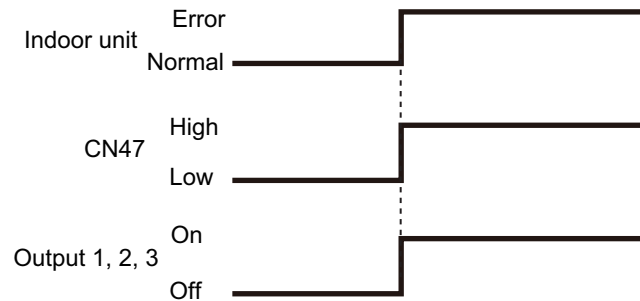 Error
Indoor unit
Normal
High
CN47
Low
On
Output 1, 2, 3
Off